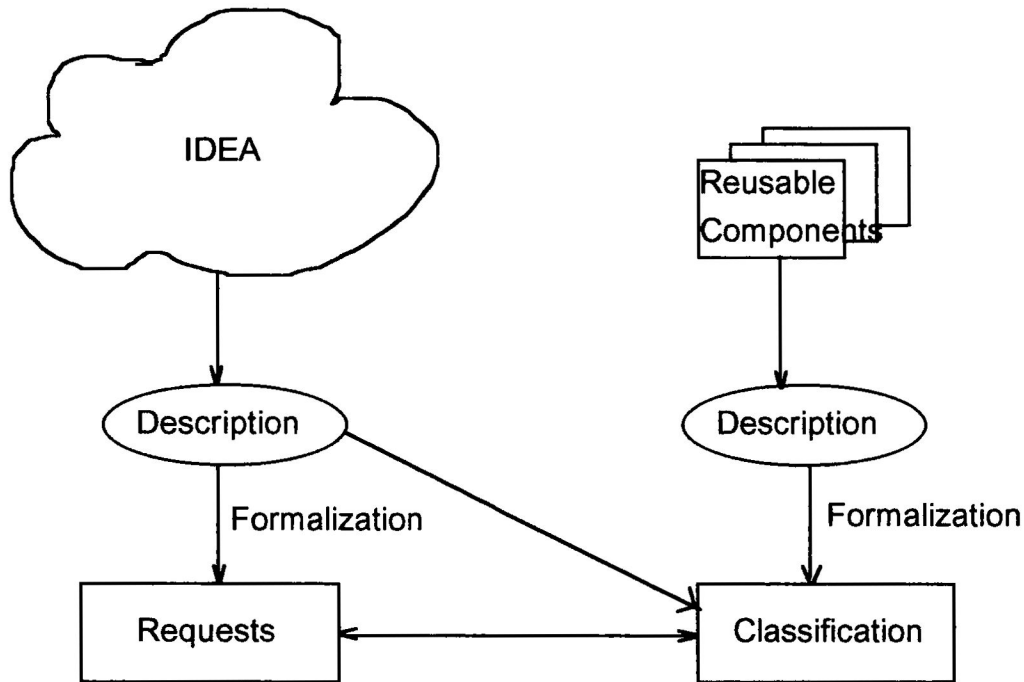 IDEA
Reusable
Components
Description
Description
Formalization
Formalization
Requests
Classification